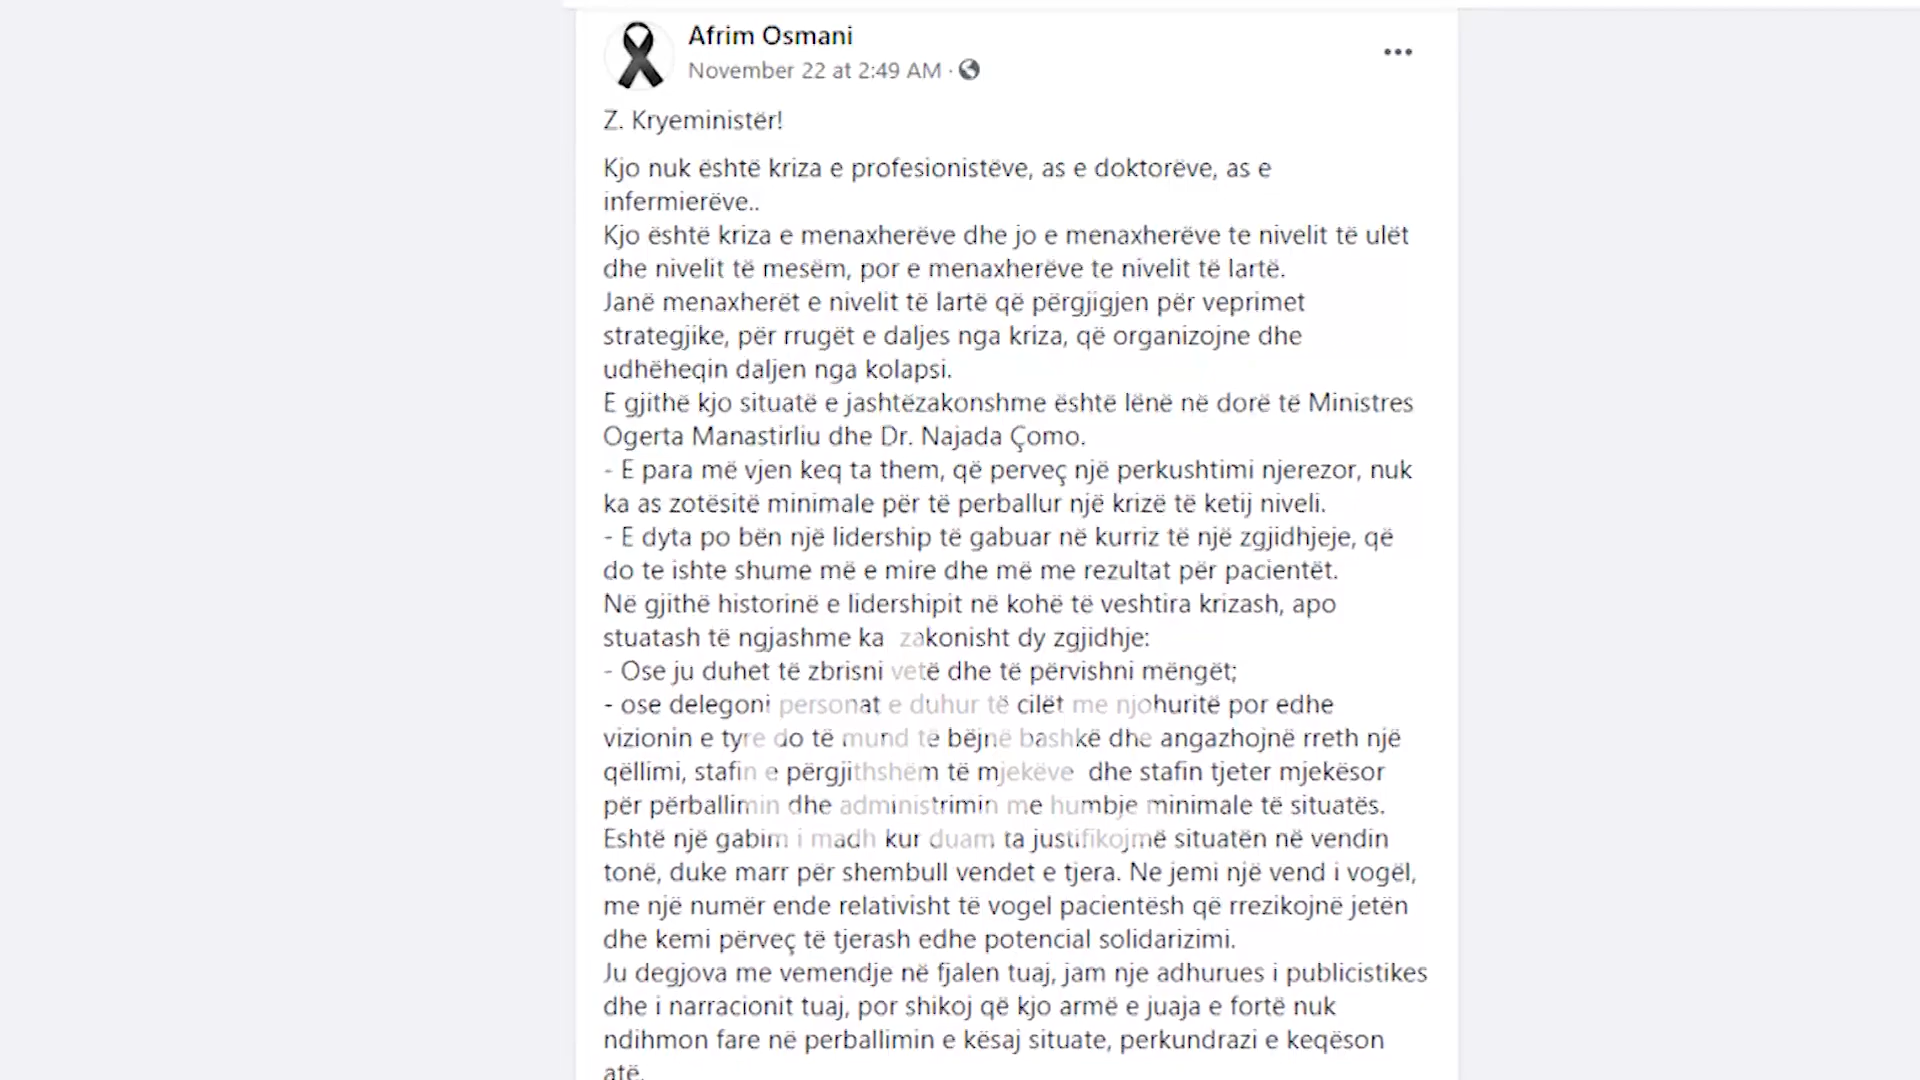 Afrim Osmani
November 22 at 2:49 AM ·
Z. Kryeministër!
Kjo nuk është kriza e profesionistëve, as e doktorëve, as e
infermierëve..
Kjo është kriza e menaxherëve dhe jo e menaxherëve te nivelit të ulët
dhe nivelit të mesëm, por e menaxherëve te nivelit të lartë.
Janë menaxherët e nivelit të lartë që përgjigjen për veprimet
strategjike, për rrugët e daljes nga kriza, që organizojne dhe
udhëheqin daljen nga kolapsi.
E gjithë kjo situatë e jashtëzakonshme është lënë në dorë të Ministres
Ogerta Manastirliu dhe Dr. Najada Çomo.
- E para më vjen keq ta them, që perveç një perkushtimi njerezor, nuk
ka as zotësitë minimale për të perballur një krizë të ketij niveli.
- E dyta po bën një lidership të gabuar në kurriz të një zgjidhjeje, që
do te ishte shume më e mire dhe më me rezultat për pacientët.
Në gjithë historinë e lidershipit në kohë të veshtira krizash, apo
stuatash të ngjashme ka zakonisht dy zgjidhje:
- Ose ju duhet të zbrisni vetë dhe të përvishni mëngët;
- ose delegoni personat e duhur të cilët me njohuritë por edhe
vizionin e tyre do të mund të bëjnë bashkë dhe angazhojnë rreth një
qëllimi, stafin e përgjithshëm të mjekëve dhe stafin tjeter mjekësor
për përballimin dhe administrimin me humbje minimale të situatës.
Eshtë një gabim i madh kur duam ta justifikojmë situatën në vendin
tonë, duke marr për shembull vendet e tjera. Ne jemi një vend i vogël,
me një numër ende relativisht të vogel pacientësh që rrezikojnë jetën
dhe kemi përveç të tjerash edhe potencial solidarizimi.
Ju degjova me vemendje në fjalen tuaj, jam nje adhurues i publicistikes
dhe i narracionit tuaj, por shikoj që kjo armë e juaja e fortë nuk
ndihmon fare në perballimin e kësaj situate, perkundrazi e keqëson
atë.